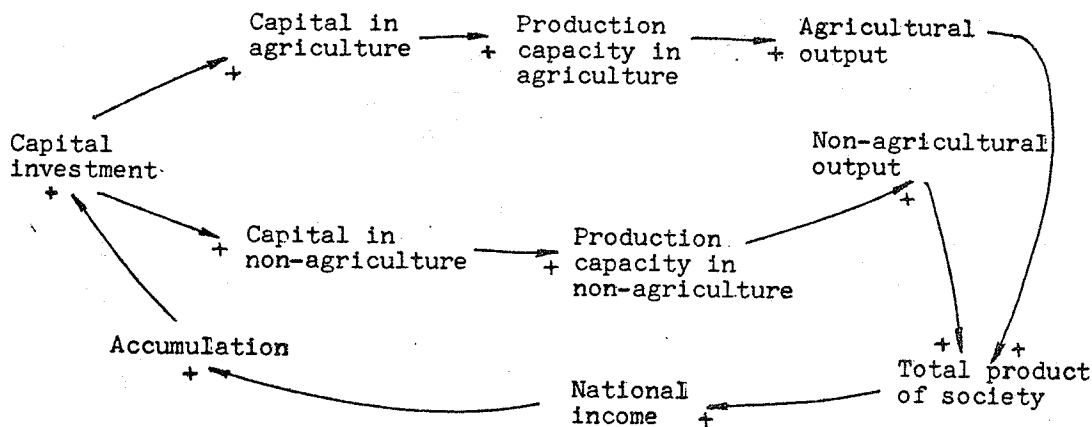 Capital in
agriculture
+
Production
capacity in
agriculture
+
Agricultural
output
+
Capital
investment
+
Non-agricultural
output
+
Capital in
non-agriculture
+
Production
capacity in
non-agriculture
+
Accumulation
+
National
income
+
Total product
of society
+
+